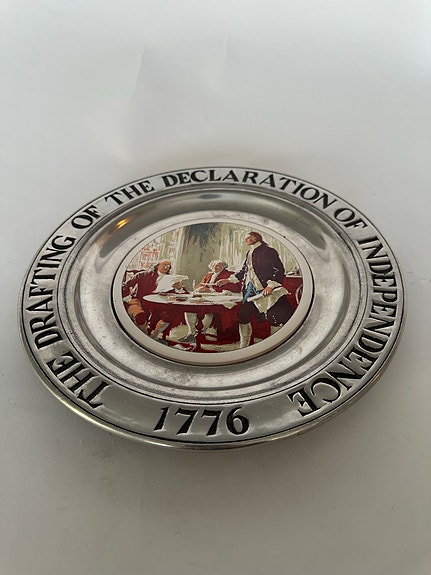 THE DRAFTING OF THE DECLARATION OF INDEPENDENCE
1776